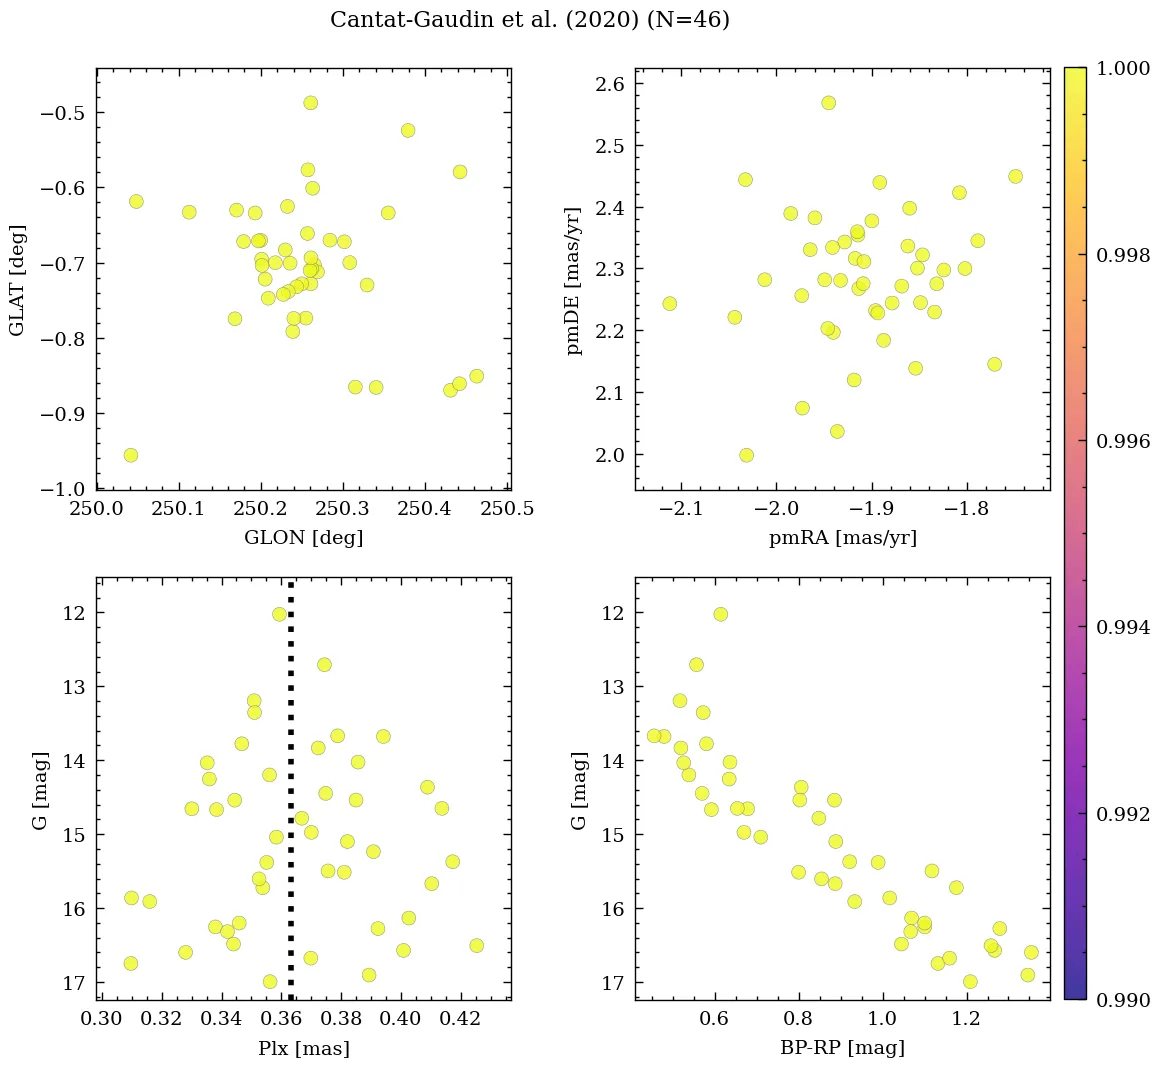 Cantat-Gaudin et al. (2020) (N=46)
−0.5
−0.6
−0.7
−0.8
−0.9
−1.0
GLAT [deg]
250.0 250.1 250.2 250.3 250.4 250.5
GLON [deg]
2.6
2.5
2.4
2.3
2.2
2.1
2.0
pmDE [mas/yr]
−2.1 −2.0 −1.9 −1.8
pmRA [mas/yr]
12
13
14
15
16
17
G [mag]
0.30 0.32 0.34 0.36 0.38 0.40 0.42
Plx [mas]
12
13
14
15
16
17
G [mag]
0.6 0.8 1.0 1.2
BP-RP [mag]
1.000
0.998
0.996
0.994
0.992
0.990